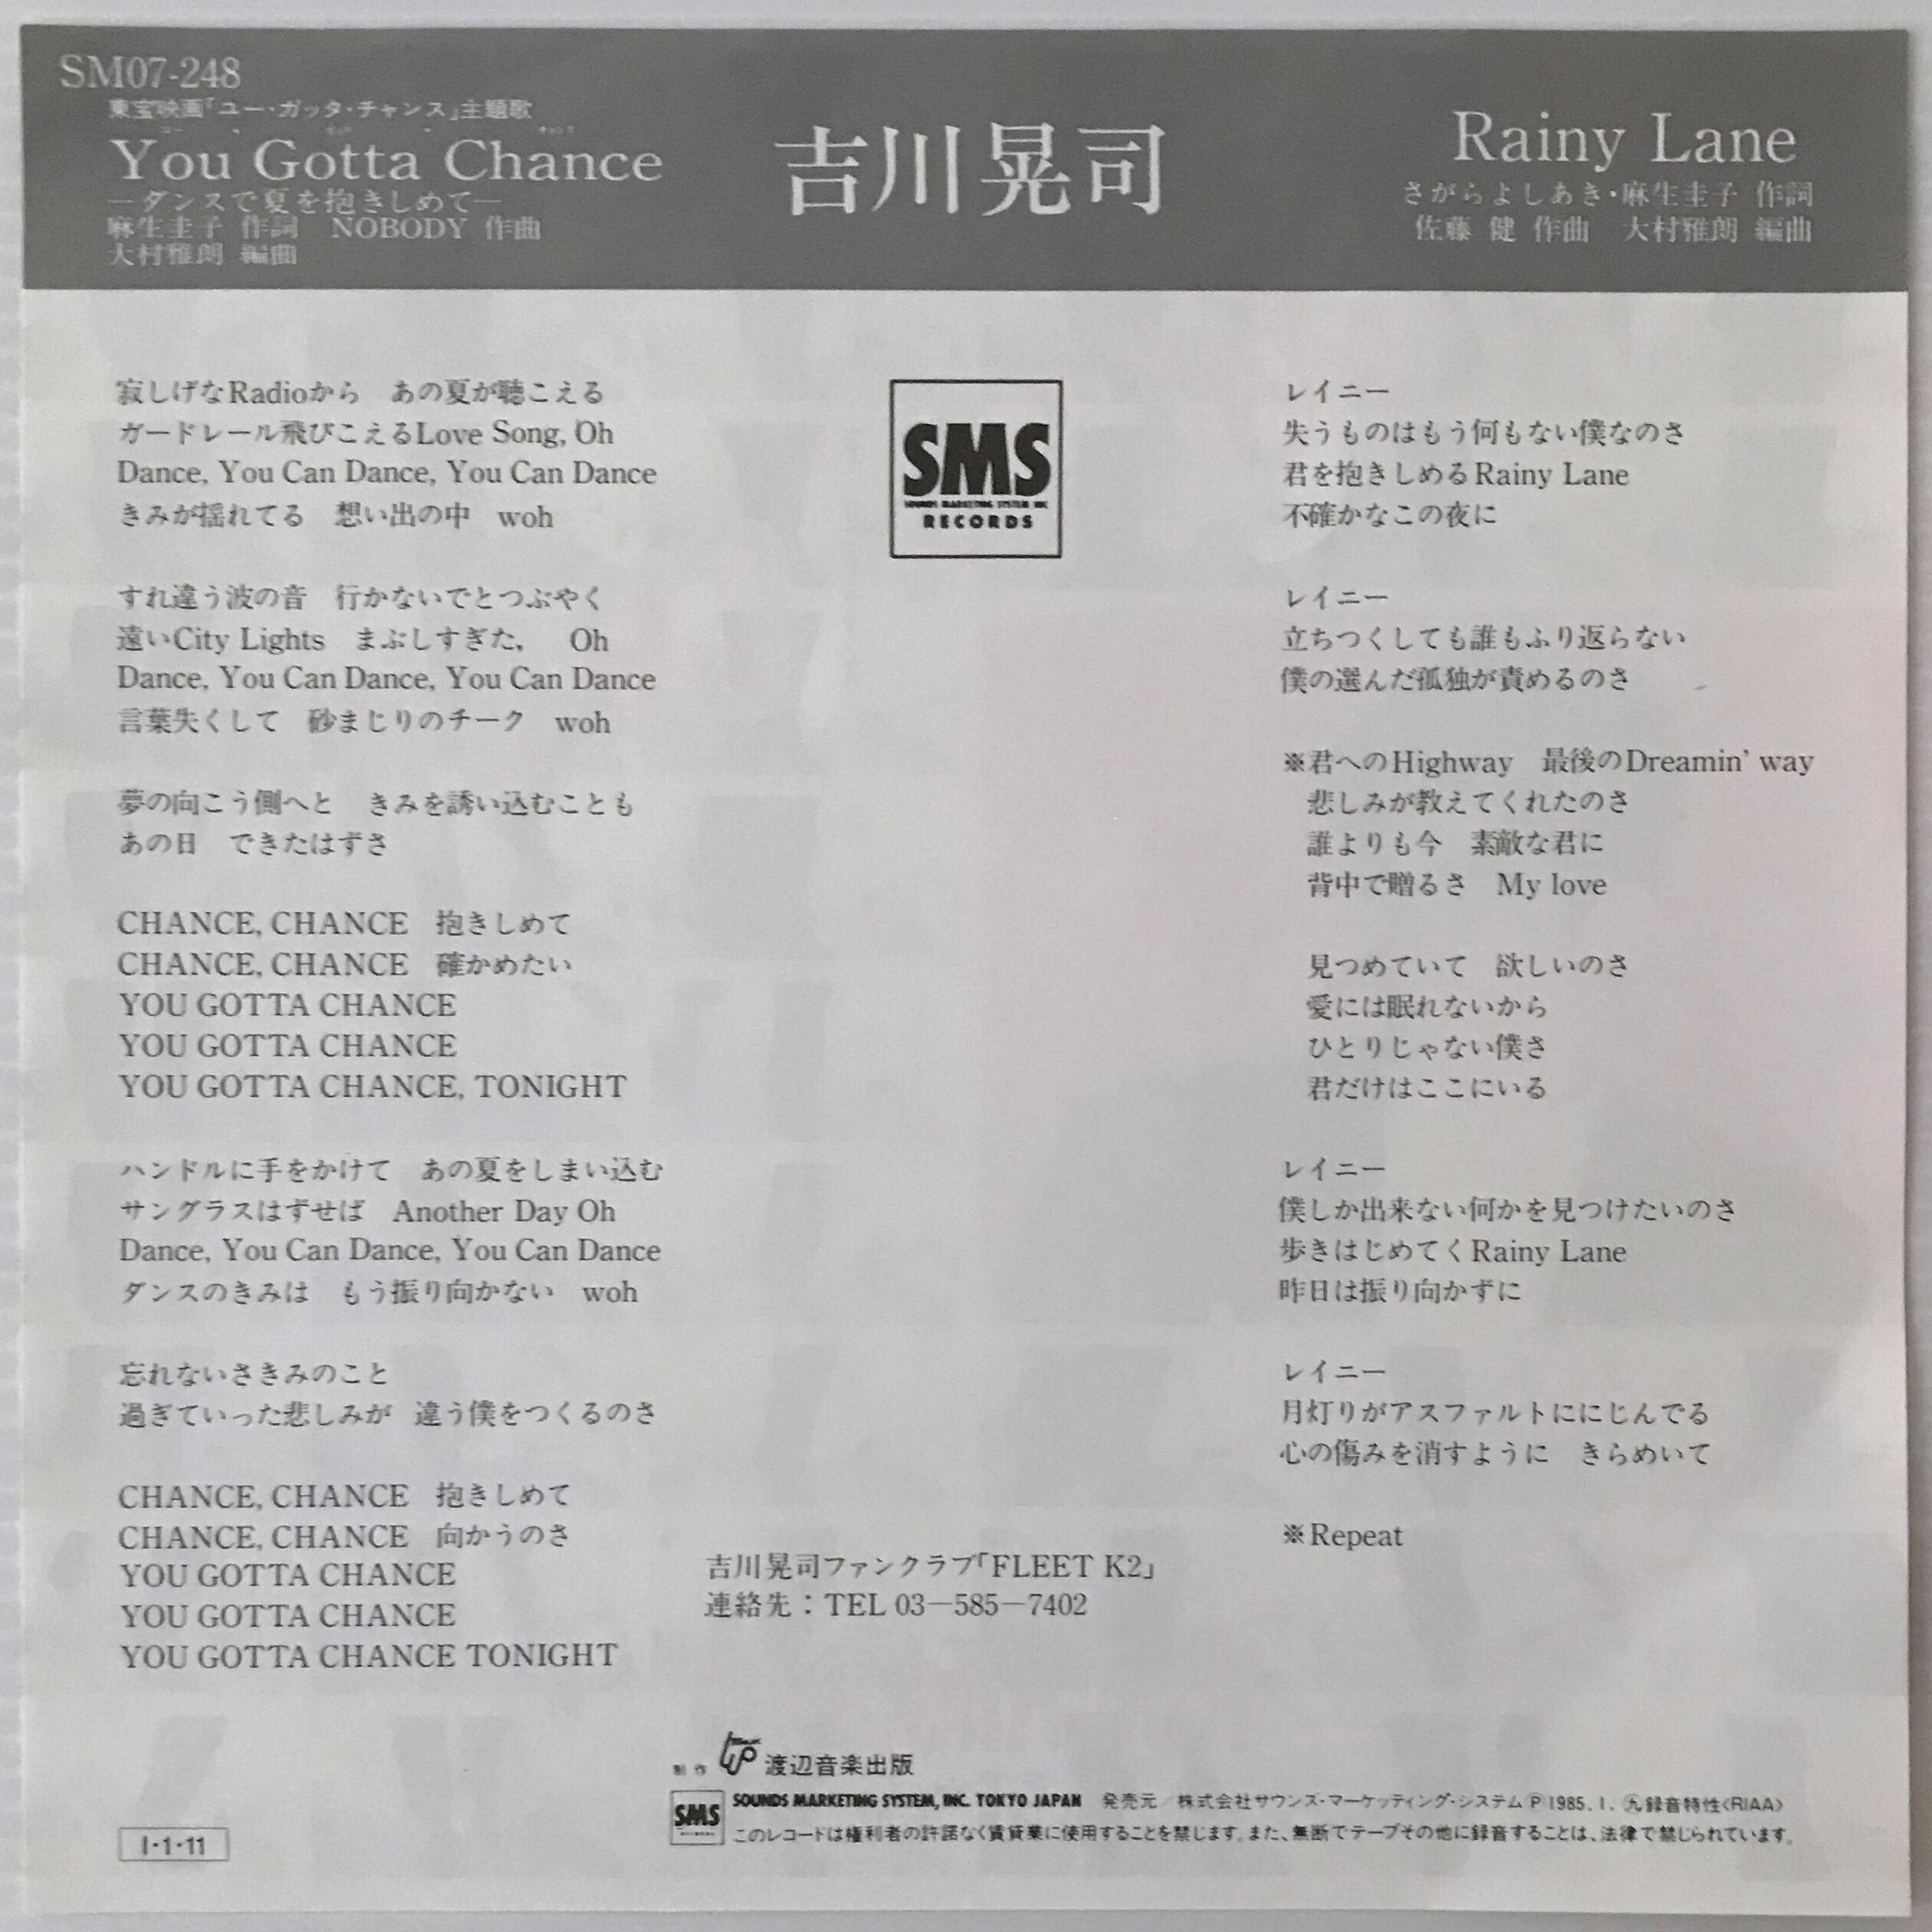 SM07-248
東宝映画「ユー・ガッタ・チャンス」主題歌
You Gotta Chance
—ダンスで夏を抱きしめて—
麻生圭子 作詞　NOBODY 作曲
大村雅朗 編曲
吉川晃司
Rainy Lane
さがらよしあき・麻生圭子 作詞
佐藤 健 作曲　大村雅朗 編曲
寂しげなRadioから　あの夏が聴こえる
ガードレール飛びこえるLove Song, Oh
Dance, You Can Dance, You Can Dance
きみが揺れてる　想い出の中　woh
すれ違う波の音　行かないでとつぶやく
遠いCity Lights　まぶしすぎた,　Oh
Dance, You Can Dance, You Can Dance
言葉失くして　砂まじりのチーク　woh
夢の向こう側へと　きみを誘い込むことも
あの日　できたはずさ
CHANCE, CHANCE　抱きしめて
CHANCE, CHANCE　確かめたい
YOU GOTTA CHANCE
YOU GOTTA CHANCE
YOU GOTTA CHANCE, TONIGHT
ハンドルに手をかけて　あの夏をしまい込む
サングラスはずせば　Another Day Oh
Dance, You Can Dance, You Can Dance
ダンスのきみは　もう振り向かない　woh
忘れないさきみのこと
過ぎていった悲しみが　違う僕をつくるのさ
CHANCE, CHANCE　抱きしめて
CHANCE, CHANCE　向かうのさ
YOU GOTTA CHANCE
YOU GOTTA CHANCE
YOU GOTTA CHANCE TONIGHT
SMS
SOUNDS MARKETING SYSTEM INC
RECORDS
レイニー
失うものはもう何もない僕なのさ
君を抱きしめるRainy Lane
不確かなこの夜に
レイニー
立ちつくしても誰もふり返らない
僕の選んだ孤独が責めるのさ
※君へのHighway　最後のDreamin' way
悲しみが教えてくれたのさ
誰よりも今　素敵な君に
背中で贈るさ　My love
見つめていて　欲しいのさ
愛には眠れないから
ひとりじゃない僕さ
君だけはここにいる
レイニー
僕しか出来ない何かを見つけたいのさ
歩きはじめてくRainy Lane
昨日は振り向かずに
レイニー
月灯りがアスファルトににじんでる
心の傷みを消すように　きらめいて
※Repeat
吉川晃司ファンクラブ「FLEET K2」
連絡先：TEL 03—585—7402
制作 渡辺音楽出版
SMS
SOUNDS MARKETING SYSTEM, INC. TOKYO JAPAN　発売元／株式会社サウンズ・マーケッティング・システム Ⓟ1985. 1. ㊈録音特性<RIAA>
このレコードは権利者の許諾なく賃貸業に使用することを禁じます。また、無断でテープその他に録音することは、法律で禁じられています。
I・1・11